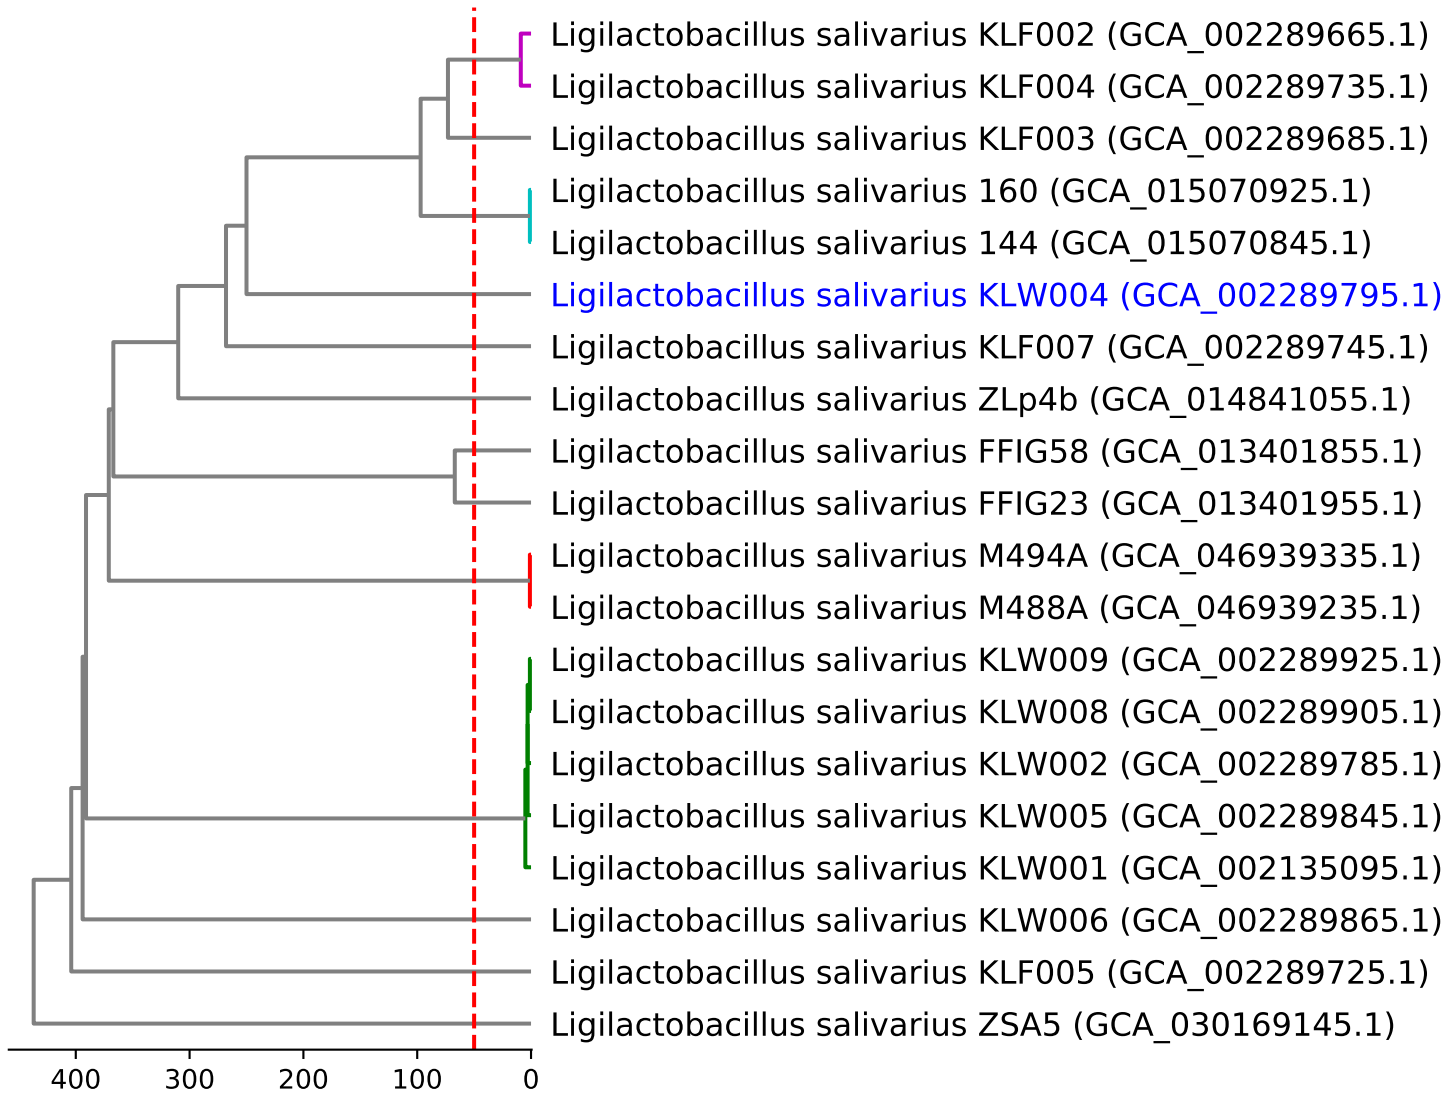 Ligilactobacillus salivarius KLF002 (GCA_002289665.1)
Ligilactobacillus salivarius KLF004 (GCA_002289735.1)
Ligilactobacillus salivarius KLF003 (GCA_002289685.1)
Ligilactobacillus salivarius 160 (GCA_015070925.1)
Ligilactobacillus salivarius 144 (GCA_015070845.1)
Ligilactobacillus salivarius KLW004 (GCA_002289795.1)
Ligilactobacillus salivarius KLF007 (GCA_002289745.1)
Ligilactobacillus salivarius ZLp4b (GCA_014841055.1)
Ligilactobacillus salivarius FFIG58 (GCA_013401855.1)
Ligilactobacillus salivarius FFIG23 (GCA_013401955.1)
Ligilactobacillus salivarius M494A (GCA_046939335.1)
Ligilactobacillus salivarius M488A (GCA_046939235.1)
Ligilactobacillus salivarius KLW009 (GCA_002289925.1)
Ligilactobacillus salivarius KLW008 (GCA_002289905.1)
Ligilactobacillus salivarius KLW002 (GCA_002289785.1)
Ligilactobacillus salivarius KLW005 (GCA_002289845.1)
Ligilactobacillus salivarius KLW001 (GCA_002135095.1)
Ligilactobacillus salivarius KLW006 (GCA_002289865.1)
Ligilactobacillus salivarius KLF005 (GCA_002289725.1)
Ligilactobacillus salivarius ZSA5 (GCA_030169145.1)
400 300 200 100 0